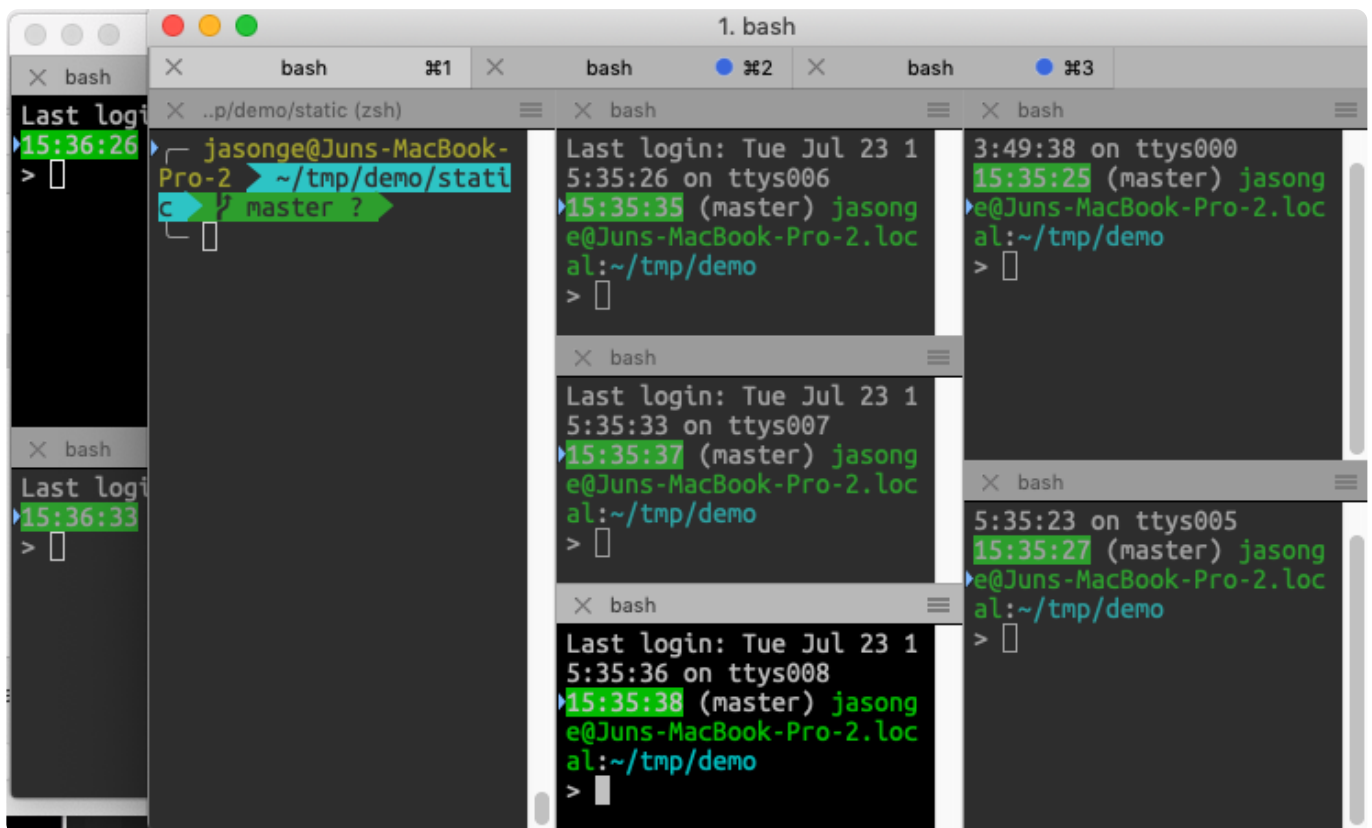 1. bash
bash
Last logi
15:36:26
>
bash
Last logi
15:36:33
>
bash ⌘1
bash ⌘2
bash ⌘3
..p/demo/static (zsh)
jasonge@Juns-MacBook-
Pro-2 ~/tmp/demo/stati
c master ?
bash
Last login: Tue Jul 23 1
5:35:26 on ttys006
15:35:35 (master) jasong
e@Juns-MacBook-Pro-2.loc
al:~/tmp/demo
>
bash
Last login: Tue Jul 23 1
5:35:33 on ttys007
15:35:37 (master) jasong
e@Juns-MacBook-Pro-2.loc
al:~/tmp/demo
>
bash
Last login: Tue Jul 23 1
5:35:36 on ttys008
15:35:38 (master) jasong
e@Juns-MacBook-Pro-2.loc
al:~/tmp/demo
>
bash
3:49:38 on ttys000
15:35:25 (master) jasong
e@Juns-MacBook-Pro-2.loc
al:~/tmp/demo
>
bash
5:35:23 on ttys005
15:35:27 (master) jasong
e@Juns-MacBook-Pro-2.loc
al:~/tmp/demo
>